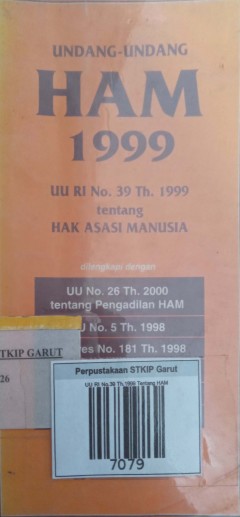 UNDANG-UNDANG
HAM
1999
UU RI No. 39 Th. 1999
tentang
HAK ASASI MANUSIA
dilengkapi dengan
UU No. 26 Th. 2000
tentang Pengadilan HAM
No. 5 Th. 1998
res No. 181 Th. 1998
TKIP GARUT
26
Perpustakaan STKIP Garut
UU RI No.39 Th.1999 Tentang HAM
7079